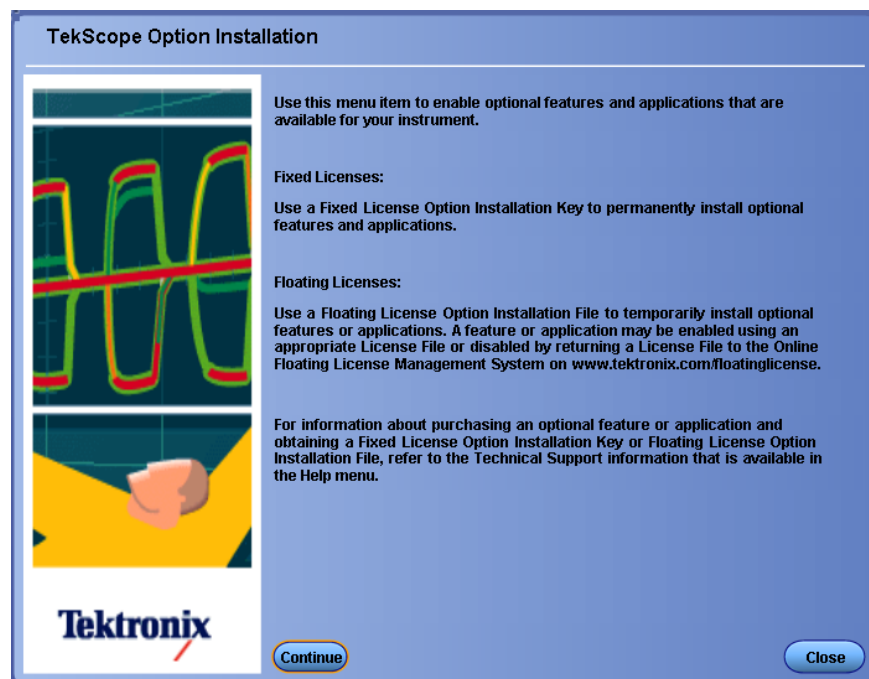 TekScope Option Installation
Use this menu item to enable optional features and applications that are
available for your instrument.
Fixed Licenses:
Use a Fixed License Option Installation Key to permanently install optional
features and applications.
Floating Licenses:
Use a Floating License Option Installation File to temporarily install optional
features or applications. A feature or application may be enabled using an
appropriate License File or disabled by returning a License File to the Online
Floating License Management System on www.tektronix.com/floatinglicense.
For information about purchasing an optional feature or application and
obtaining a Fixed License Option Installation Key or Floating License Option
Installation File, refer to the Technical Support information that is available in
the Help menu.
Tektronix
Continue
Close